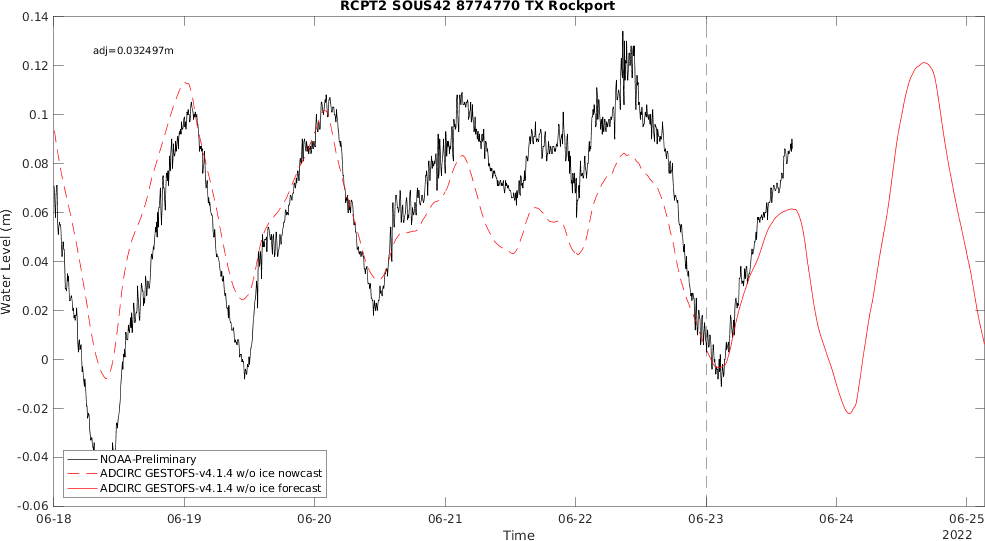 RCPT2 SOUS42 8774770 TX Rockport
adj=0.032497m
0.14
0.12
0.1
0.08
0.06
0.04
0.02
0
-0.02
-0.04
-0.06
Water Level (m)
NOAA-Preliminary
ADCIRC GESTOFS-v4.1.4 w/o ice nowcast
ADCIRC GESTOFS-v4.1.4 w/o ice forecast
06-18 06-19 06-20 06-21 06-22 06-23 06-24 06-25
Time
2022